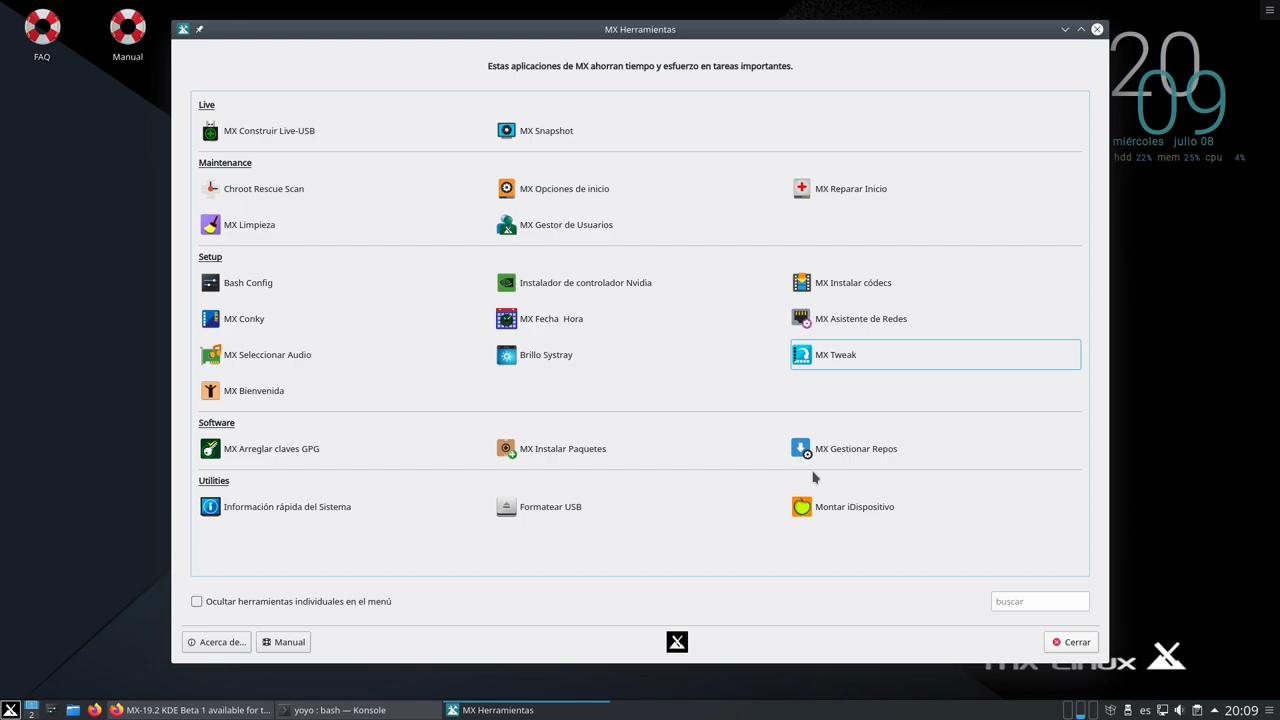 FAQ
Manual
MX Herramientas
Estas aplicaciones de MX ahorran tiempo y esfuerzo en tareas importantes.
Live
MX Construir Live-USB
MX Snapshot
Maintenance
Chroot Rescue Scan
MX Opciones de inicio
MX Reparar Inicio
MX Limpieza
MX Gestor de Usuarios
Setup
Bash Config
Instalador de controlador Nvidia
MX Instalar códecs
MX Conky
MX Fecha Hora
MX Asistente de Redes
MX Seleccionar Audio
Brillo Systray
MX Tweak
MX Bienvenida
Software
MX Arreglar claves GPG
MX Instalar Paquetes
MX Gestionar Repos
Utilities
Información rápida del Sistema
Formatear USB
Montar iDispositivo
Ocultar herramientas individuales en el menú
buscar
Acerca de...
Manual
Cerrar
20
09
miércoles julio 08
hdd 22% mem 25% cpu 4%
mx Linux
2
MX-19.2 KDE Beta 1 available for t...
yoyo : bash — Konsole
MX Herramientas
es
20:09